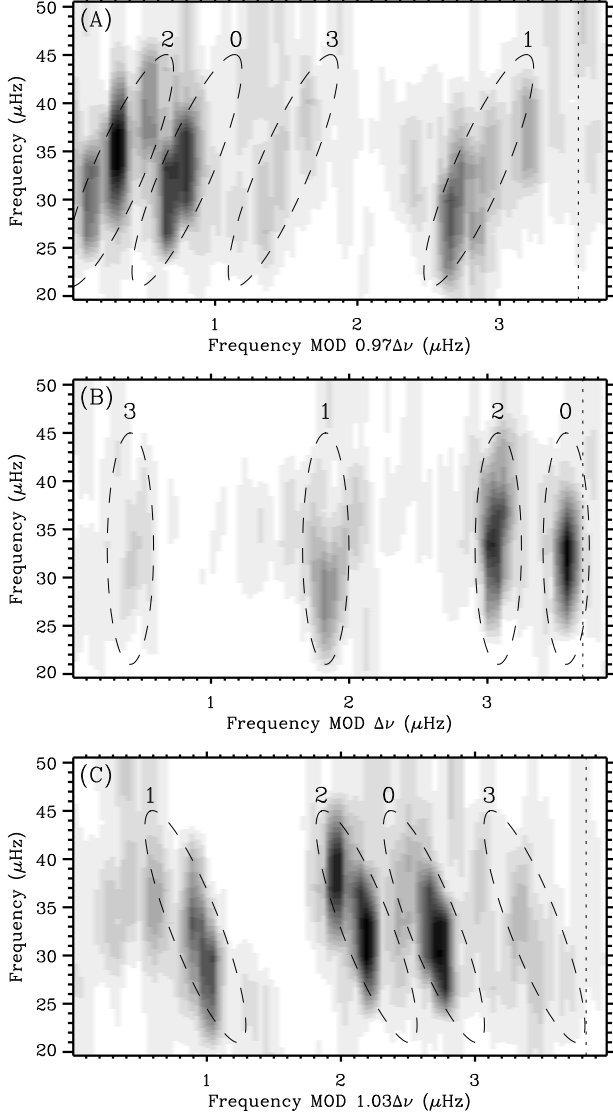 (A) 2 0 3 1
50
45
40
35
30
25
20
Frequency (μHz)
1 2 3
Frequency MOD 0.97Δν (μHz)
(B) 3 1 2 0
50
45
40
35
30
25
20
Frequency (μHz)
1 2 3
Frequency MOD Δν (μHz)
(C) 1 2 0 3
50
45
40
35
30
25
20
Frequency (μHz)
1 2 3
Frequency MOD 1.03Δν (μHz)